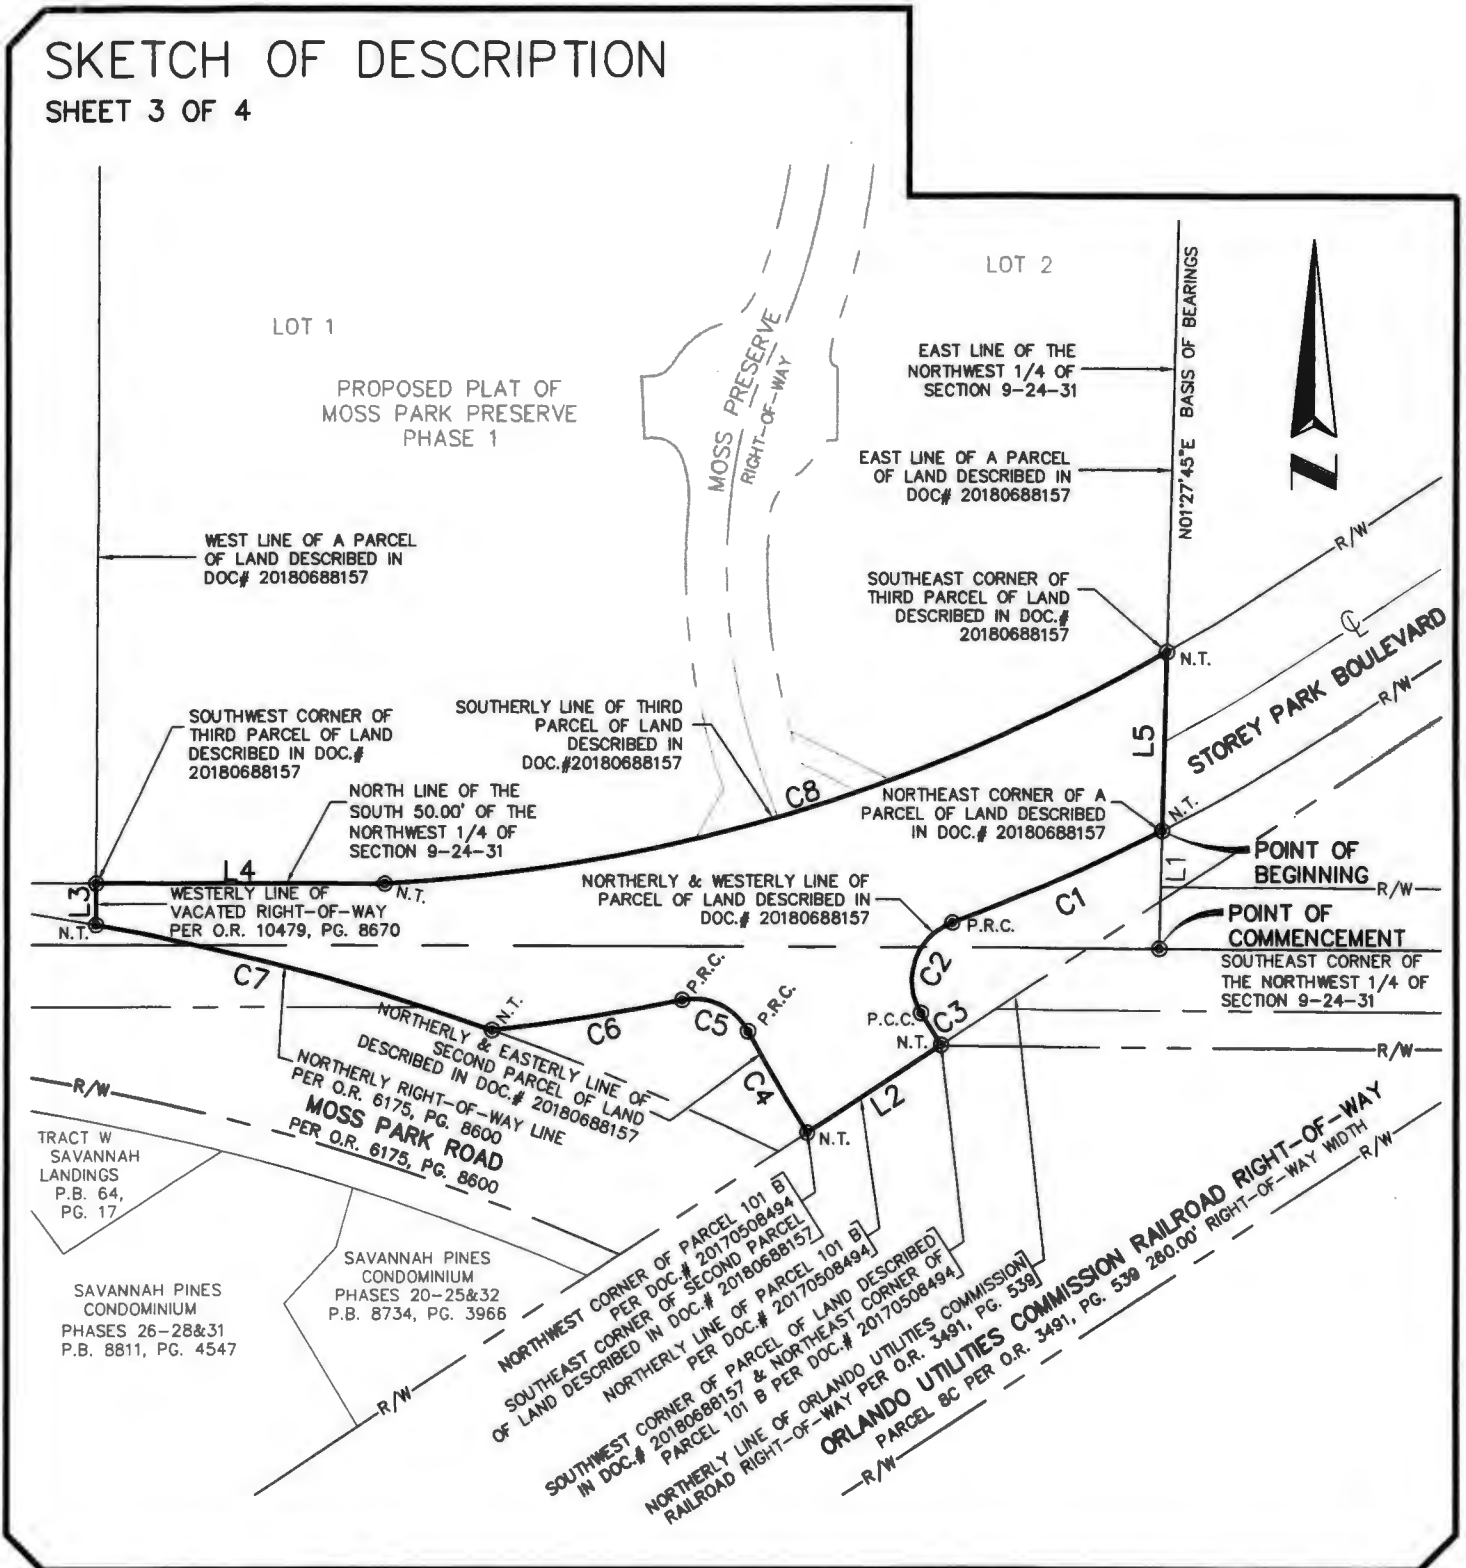 SKETCH OF DESCRIPTION
SHEET 3 OF 4
LOT 1
PROPOSED PLAT OF
MOSS PARK PRESERVE
PHASE 1
MOSS PRESERVE
RIGHT-OF-WAY
LOT 2
EAST LINE OF THE
NORTHWEST 1/4 OF
SECTION 9-24-31
N01°27'45"E BASIS OF BEARINGS
EAST LINE OF A PARCEL
OF LAND DESCRIBED IN
DOC# 20180688157
N
WEST LINE OF A PARCEL
OF LAND DESCRIBED IN
DOC# 20180688157
SOUTHEAST CORNER OF
THIRD PARCEL OF LAND
DESCRIBED IN DOC.#
20180688157
N.T.
R/W
STOREY PARK BOULEVARD
R/W
L5
SOUTHWEST CORNER OF
THIRD PARCEL OF LAND
DESCRIBED IN DOC.#
20180688157
SOUTHERLY LINE OF THIRD
PARCEL OF LAND
DESCRIBED IN
DOC.#20180688157
NORTH LINE OF THE
SOUTH 50.00' OF THE
NORTHWEST 1/4 OF
SECTION 9-24-31
C8
NORTHEAST CORNER OF A
PARCEL OF LAND DESCRIBED
IN DOC.# 20180688157
N.T.
L1
POINT OF
BEGINNING
R/W
L4
N.T.
L3
N.T.
WESTERLY LINE OF
VACATED RIGHT-OF-WAY
PER O.R. 10479, PG. 8670
NORTHERLY & WESTERLY LINE OF
PARCEL OF LAND DESCRIBED IN
DOC.# 20180688157
C1
P.R.C.
POINT OF
COMMENCEMENT
SOUTHEAST CORNER OF
THE NORTHWEST 1/4 OF
SECTION 9-24-31
C7
N.T.
C6
P.R.C.
C5
P.R.C.
C2
P.C.C.
C3
N.T.
C4
L2
N.T.
R/W
NORTHERLY & EASTERLY LINE OF
SECOND PARCEL OF LAND
DESCRIBED IN DOC.# 20180688157
NORTHERLY RIGHT-OF-WAY LINE
PER O.R. 6175, PG. 8600
MOSS PARK ROAD
PER O.R. 6175, PG. 8600
R/W
TRACT W
SAVANNAH
LANDINGS
P.B. 64,
PG. 17
SAVANNAH PINES
CONDOMINIUM
PHASES 20-25&32
P.B. 8734, PG. 3966
SAVANNAH PINES
CONDOMINIUM
PHASES 26-28&31
P.B. 8811, PG. 4547
R/W
NORTHWEST CORNER OF PARCEL 101 B
PER DOC.# 20170508494
SOUTHEAST CORNER OF SECOND PARCEL
OF LAND DESCRIBED IN DOC.# 20180688157
NORTHERLY LINE OF PARCEL 101 B
PER DOC.# 20170508494
SOUTHWEST CORNER OF PARCEL OF LAND DESCRIBED
IN DOC.# 20180688157 & NORTHEAST CORNER OF
PARCEL 101 B PER DOC.# 20170508494
NORTHERLY LINE OF ORLANDO UTILITIES COMMISSION
RAILROAD RIGHT-OF-WAY PER O.R. 3491, PG. 539
ORLANDO UTILITIES COMMISSION RAILROAD RIGHT-OF-WAY
PARCEL 8C PER O.R. 3491, PG. 539 280.00' RIGHT-OF-WAY WIDTH
R/W
R/W